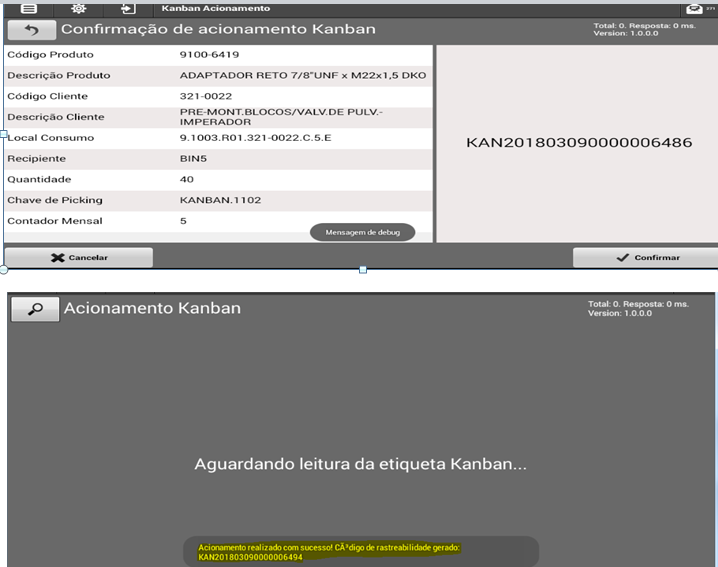 Kanban Acionamento
Confirmação de acionamento Kanban
Total: 0. Resposta: 0 ms.
Version: 1.0.0.0
Código Produto 9100-6419
Descrição Produto ADAPTADOR RETO 7/8"UNF x M22x1,5 DKO
Código Cliente 321-0022
Descrição Cliente PRE-MONT.BLOCOS/VALV.DE PULV.-
IMPERADOR
Local Consumo 9.1003.R01.321-0022.C.5.E
Recipiente BIN5
Quantidade 40
Chave de Picking KANBAN.1102
Contador Mensal 5
KAN201803090000006486
Mensagem de debug
Cancelar
Confirmar
Acionamento Kanban
Total: 0. Resposta: 0 ms.
Version: 1.0.0.0
Aguardando leitura da etiqueta Kanban...
Acionamento realizado com sucesso! CÃ³digo de rastreabilidade gerado:
KAN201803090000006494